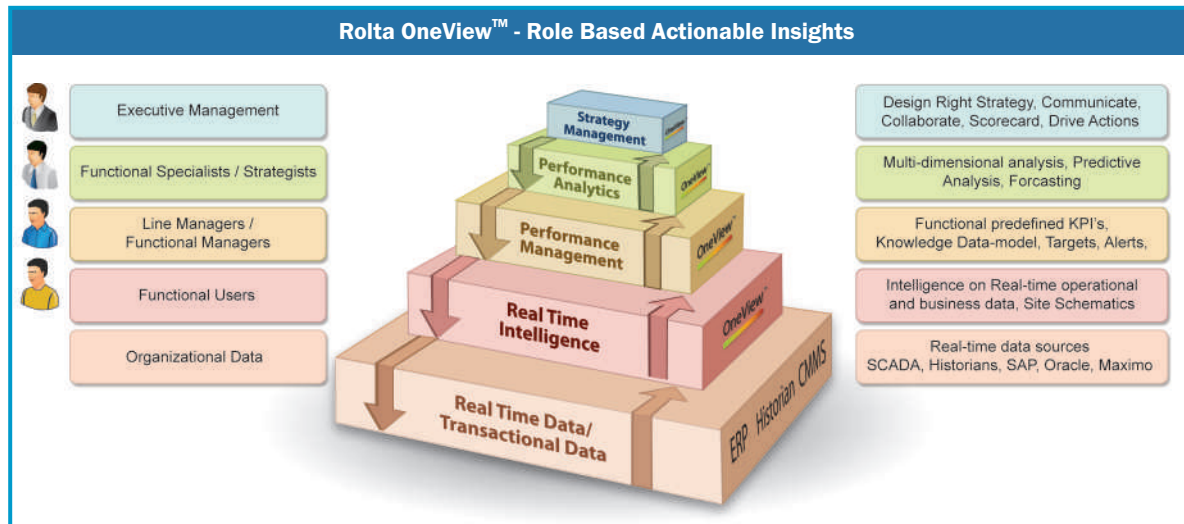 Rolta OneView™ - Role Based Actionable Insights
Executive Management
Functional Specialists / Strategists
Line Managers /
Functional Managers
Functional Users
Organizational Data
Strategy
Management
OneView
Performance
Analytics
OneView
Performance
Management
OneView™
Real Time
Intelligence
OneView™
Real Time Data/
Transactional Data
ERP Historian CMMS
Design Right Strategy, Communicate,
Collaborate, Scorecard, Drive Actions
Multi-dimensional analysis, Predictive
Analysis, Forcasting
Functional predefined KPI's,
Knowledge Data-model, Targets, Alerts,
Intelligence on Real-time operational
and business data, Site Schematics
Real-time data sources
SCADA, Historians, SAP, Oracle, Maximo